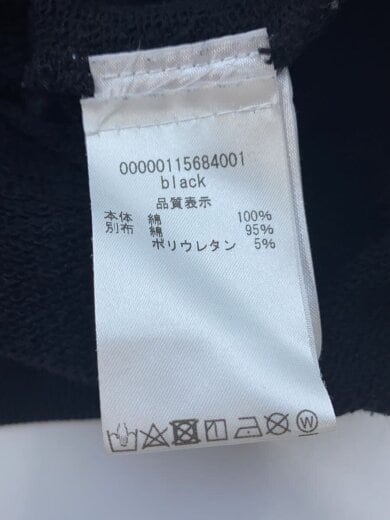 00000115684001
black
品質表示
本体 綿 100%
別布 綿 95%
ポリウレタン 5%